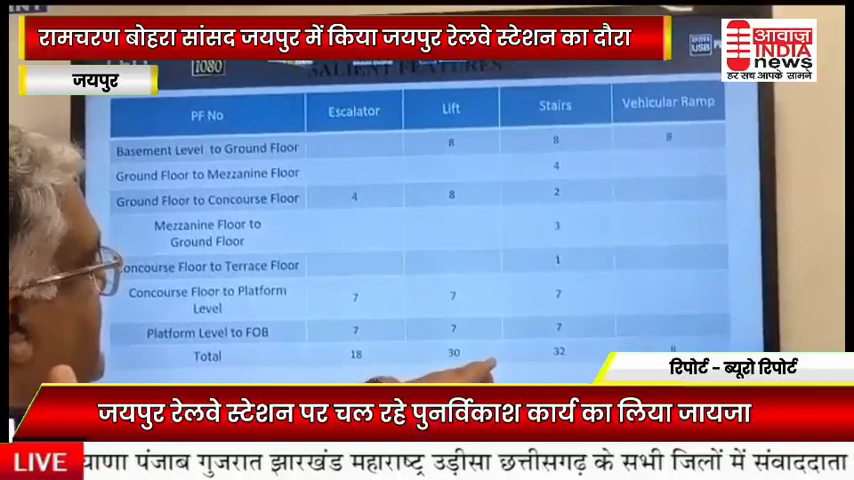 रामचरण बोहरा सांसद जयपुर में किया जयपुर रेलवे स्टेशन का दौरा
आवाज़
INDIA
news
हर सच आपके सामने
जयपुर
1080
USB
SALIENT FEATURES
PF No Escalator Lift Stairs Vehicular Ramp
Basement Level to Ground Floor 8 8 8
Ground Floor to Mezzanine Floor 4
Ground Floor to Concourse Floor 4 8 2
Mezzanine Floor to
Ground Floor 3
oncourse Floor to Terrace Floor 1
Concourse Floor to Platform
Level 7 7 7
Platform Level to FOB 7 7 7
Total 18 30 32 8
रिपोर्ट - ब्यूरो रिपोर्ट
जयपुर रेलवे स्टेशन पर चल रहे पुनर्विकाश कार्य का लिया जायजा
LIVE याणा पंजाब गुजरात झारखंड महाराष्ट्र उड़ीसा छत्तीसगढ़ के सभी जिलों में संवाददाता